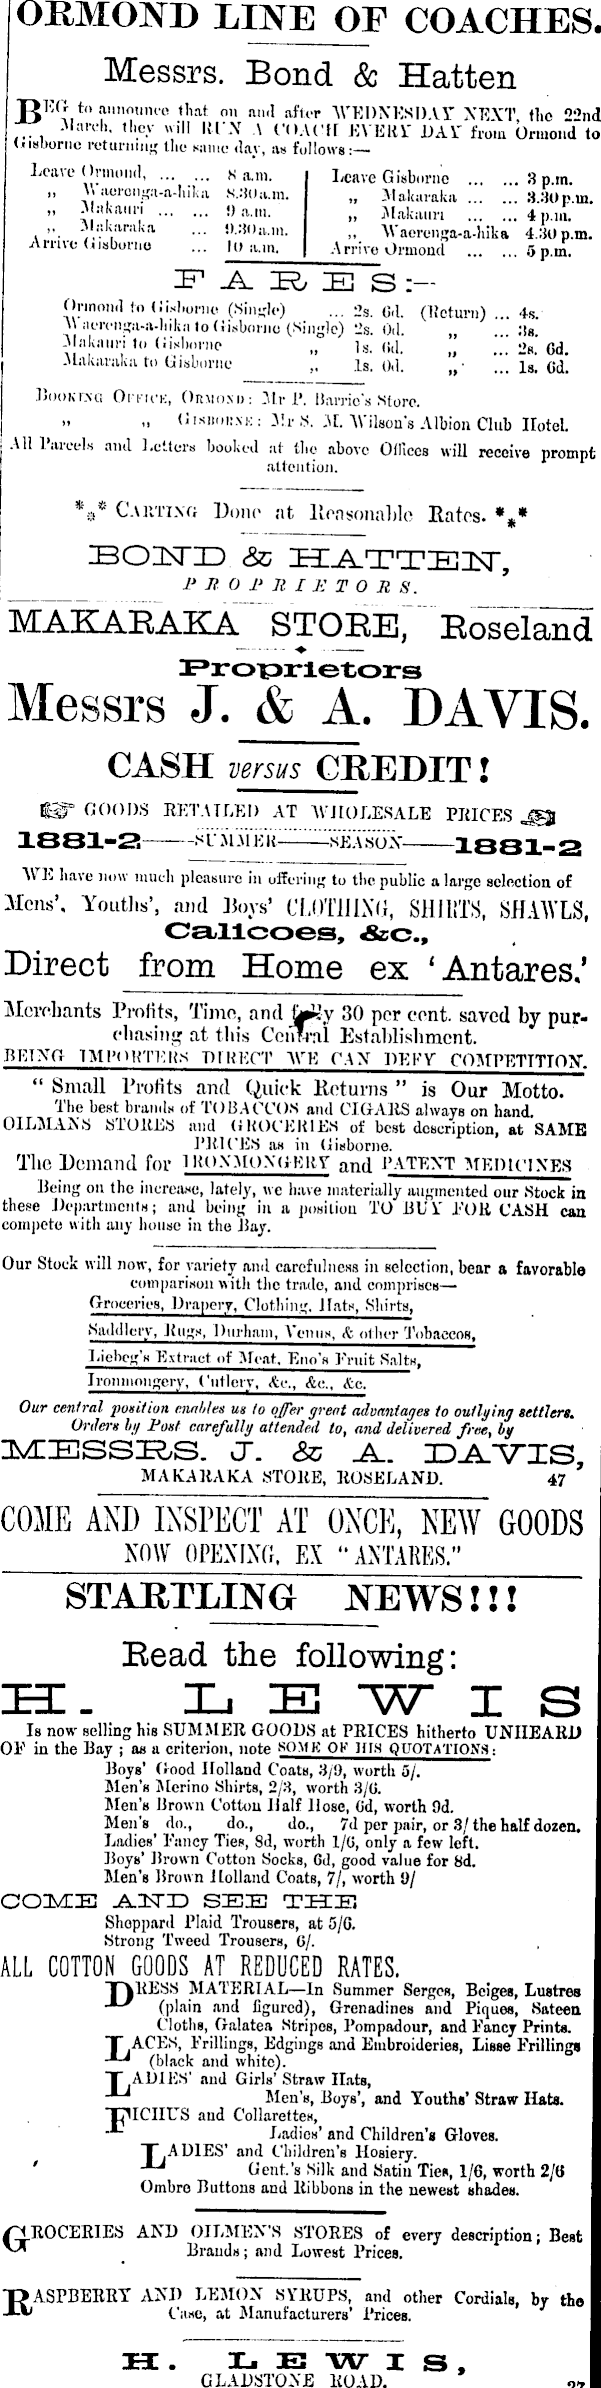 ORMOND LINE OF COACHES.
Messrs. Bond & Hatten
BEG to announce that on and after WEDNESDAY NEXT, the 22nd
March, they will RUN A COACH EVERY DAY from Ormond to
Gisborne returning the same day, as follows:—
Leave Ormond, ... ... 8 a.m.
„ Waerenga-a-hika 8.30a.m.
„ Makauri ... ... 9 a.m.
„ Makaraka ... 9.30a.m.
Arrive Gisborne ... 10 a.m.
Leave Gisborne ... ... 3 p.m.
„ Makaraka ... ... 3.30 p.m.
„ Makauri ... ... 4 p.m.
„ Waerenga-a-hika 4.30 p.m.
Arrive Ormond ... ... 5 p.m.
FARES:—
Ormond to Gisborne (Single) ... 2s. 6d. (Return) ... 4s.
Waerenga-a-hika to Gisborne (Single) 2s. 0d. „ ... 3s.
Makauri to Gisborne „ 1s. 6d. „ ... 2s. 6d.
Makaraka to Gisborne „ 1s. 0d. „ ... 1s. 6d.
BOOKING OFFICE, ORMOND: Mr P. Barrie's Store.
„ „ GISBORNE: Mr S. M. Wilson's Albion Club Hotel.
All Parcels and Letters booked at the above Offices will receive prompt
attention.
*** CARTING Done at Reasonable Rates. ***
BOND & HATTEN,
PROPRIETORS.
MAKARAKA STORE, Roseland
Proprietors
Messrs J. & A. DAVIS.
CASH versus CREDIT!
GOODS RETAILED AT WHOLESALE PRICES
1881-2——SUMMER——SEASON——1881-2
WE have now much pleasure in offering to the public a large selection of
Mens', Youths', and Boys' CLOTHING, SHIRTS, SHAWLS,
Calicoes, &c.,
Direct from Home ex 'Antares.'
Merchants Profits, Time, and fully 30 per cent. saved by pur-
chasing at this Central Establishment.
BEING IMPORTERS DIRECT WE CAN DEFY COMPETITION.
"Small Profits and Quick Returns" is Our Motto.
The best brands of TOBACCOS and CIGARS always on hand.
OILMANS STORES and GROCERIES of best description, at SAME
PRICES as in Gisborne.
The Demand for IRONMONGERY and PATENT MEDICINES
Being on the increase, lately, we have materially augmented our Stock in
these Departments; and being in a position TO BUY FOR CASH can
compete with any house in the Bay.
Our Stock will now, for variety and carefulness in selection, bear a favorable
comparison with the trade, and comprises—
Groceries, Drapery, Clothing, Hats, Shirts,
Saddlery, Rugs, Durham, Venus, & other Tobaccos,
Liebeg's Extract of Meat, Eno's Fruit Salts,
Ironmongery, Cutlery, &c., &c., &c.
Our central position enables us to offer great advantages to outlying settlers.
Orders by Post carefully attended to, and delivered free, by
MESSRS. J. & A. DAVIS,
MAKARAKA STORE, ROSELAND. 47
COME AND INSPECT AT ONCE, NEW GOODS
NOW OPENING, EX "ANTARES."
STARTLING NEWS!!!
Read the following:
H. LEWIS
Is now selling his SUMMER GOODS at PRICES hitherto UNHEARD
OF in the Bay; as a criterion, note SOME OF HIS QUOTATIONS:
Boys' Good Holland Coats, 3/9, worth 5/.
Men's Merino Shirts, 2/3, worth 3/6.
Men's Brown Cotton Half Hose, 6d, worth 9d.
Men's do., do., do., 7d per pair, or 3/ the half dozen.
Ladies' Fancy Ties, 8d, worth 1/6, only a few left.
Boys' Brown Cotton Socks, 6d, good value for 8d.
Men's Brown Holland Coats, 7/, worth 9/
COME AND SEE THE
Sheppard Plaid Trousers, at 5/6.
Strong Tweed Trousers, 6/.
ALL COTTON GOODS AT REDUCED RATES.
DRESS MATERIAL—In Summer Serges, Beiges, Lustres
(plain and figured), Grenadines and Piques, Sateen
Cloths, Galatea Stripes, Pompadour, and Fancy Prints.
LACES, Frillings, Edgings and Embroideries, Lisse Frillings
(black and white).
LADIES' and Girls' Straw Hats,
Men's, Boys', and Youths' Straw Hats.
FICHUS and Collarettes,
Ladies' and Children's Gloves.
LADIES' and Children's Hosiery.
Gent.'s Silk and Satin Ties, 1/6, worth 2/6
Ombre Buttons and Ribbons in the newest shades.
GROCERIES AND OILMEN'S STORES of every description; Best
Brands; and Lowest Prices.
RASPBERRY AND LEMON SYRUPS, and other Cordials, by the
Case, at Manufacturers' Prices.
H. LEWIS,
GLADSTONE ROAD.